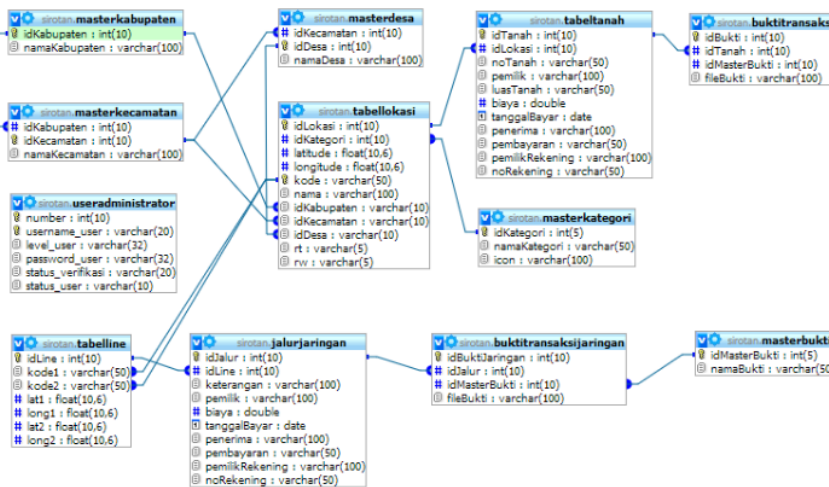 sirotan.masterkabupaten
idKabupaten : int(10)
namaKabupaten : varchar(100)
sirotan.masterkecamatan
idKabupaten : int(10)
idKecamatan : int(10)
namaKecamatan : varchar(100)
sirotan.useradministrator
number : int(10)
username_user : varchar(20)
level_user : varchar(32)
password_user : varchar(32)
status_verifikasi : varchar(20)
status_user : varchar(10)
sirotan.masterdesa
idKecamatan : int(10)
idDesa : int(10)
namaDesa : varchar(100)
sirotan.tabellokasi
idLokasi : int(10)
idKategori : int(10)
latitude : float(10,6)
longitude : float(10,6)
kode : varchar(50)
nama : varchar(100)
idKabupaten : varchar(10)
idKecamatan : varchar(10)
idDesa : varchar(10)
rt : varchar(5)
rw : varchar(5)
sirotan.tabeltanah
idTanah : int(10)
idLokasi : int(10)
noTanah : varchar(50)
pemilik : varchar(100)
luasTanah : varchar(50)
biaya : double
tanggalBayar : date
penerima : varchar(100)
pembayaran : varchar(50)
pemilikRekening : varchar(100)
noRekening : varchar(50)
sirotan.buktitransaks
idBukti : int(10)
idTanah : int(10)
idMasterBukti : int(10)
fileBukti : varchar(100)
sirotan.masterkategori
idKategori : int(5)
namaKategori : varchar(50)
icon : varchar(100)
sirotan.tabelline
idLine : int(10)
kode1 : varchar(50)
kode2 : varchar(50)
lat1 : float(10,6)
long1 : float(10,6)
lat2 : float(10,6)
long2 : float(10,6)
sirotan.jalurjaringan
idJalur : int(10)
idLine : int(10)
keterangan : varchar(100)
pemilik : varchar(100)
biaya : double
tanggalBayar : date
penerima : varchar(100)
pembayaran : varchar(50)
pemilikRekening : varchar(100)
noRekening : varchar(50)
sirotan.buktitransaksijaringan
idBuktiJaringan : int(10)
idJalur : int(10)
idMasterBukti : int(10)
fileBukti : varchar(100)
sirotan.masterbukti
idMasterBukti : int(5)
namaBukti : varchar(50